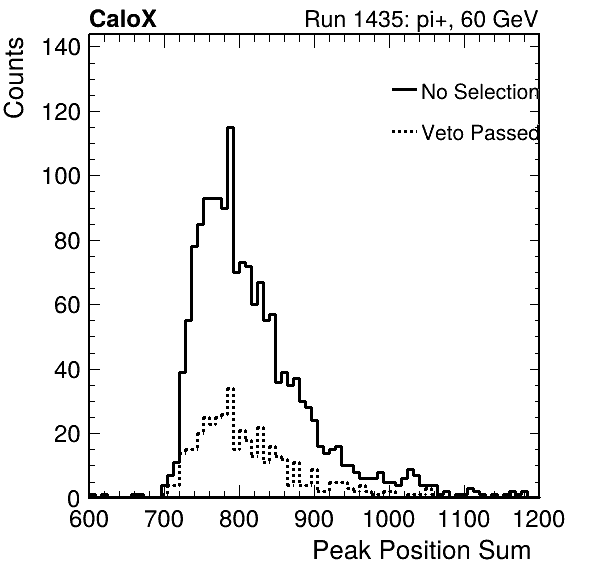 CaloX Run 1435: pi+, 60 GeV
Counts
140
No Selection
120
Veto Passed
100
80
60
40
20
0
600 700 800 900 1000 1100 1200
Peak Position Sum